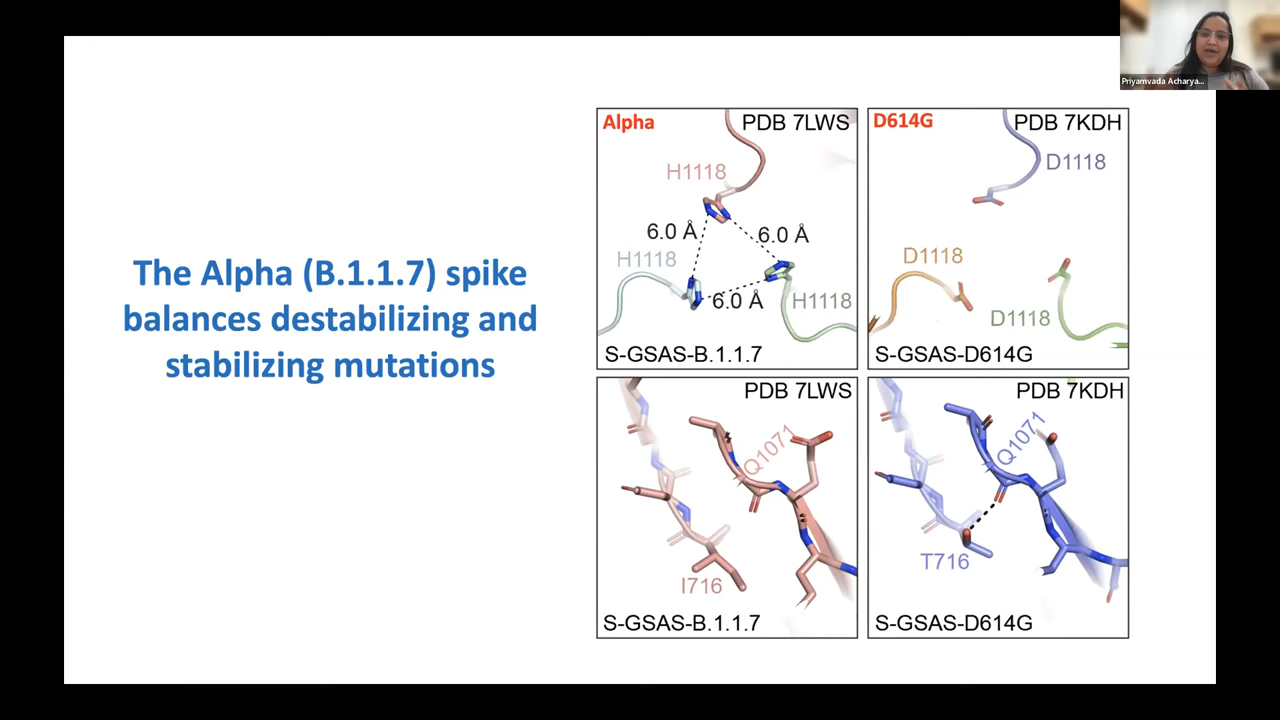 Priyamvada Acharya...
The Alpha (B.1.1.7) spike
balances destabilizing and
stabilizing mutations
Alpha
PDB 7LWS
H1118
6.0 Å
6.0 Å
H1118
6.0 Å
H1118
S-GSAS-B.1.1.7
D614G
PDB 7KDH
D1118
D1118
D1118
S-GSAS-D614G
PDB 7LWS
Q1071
I716
S-GSAS-B.1.1.7
PDB 7KDH
Q1071
T716
S-GSAS-D614G